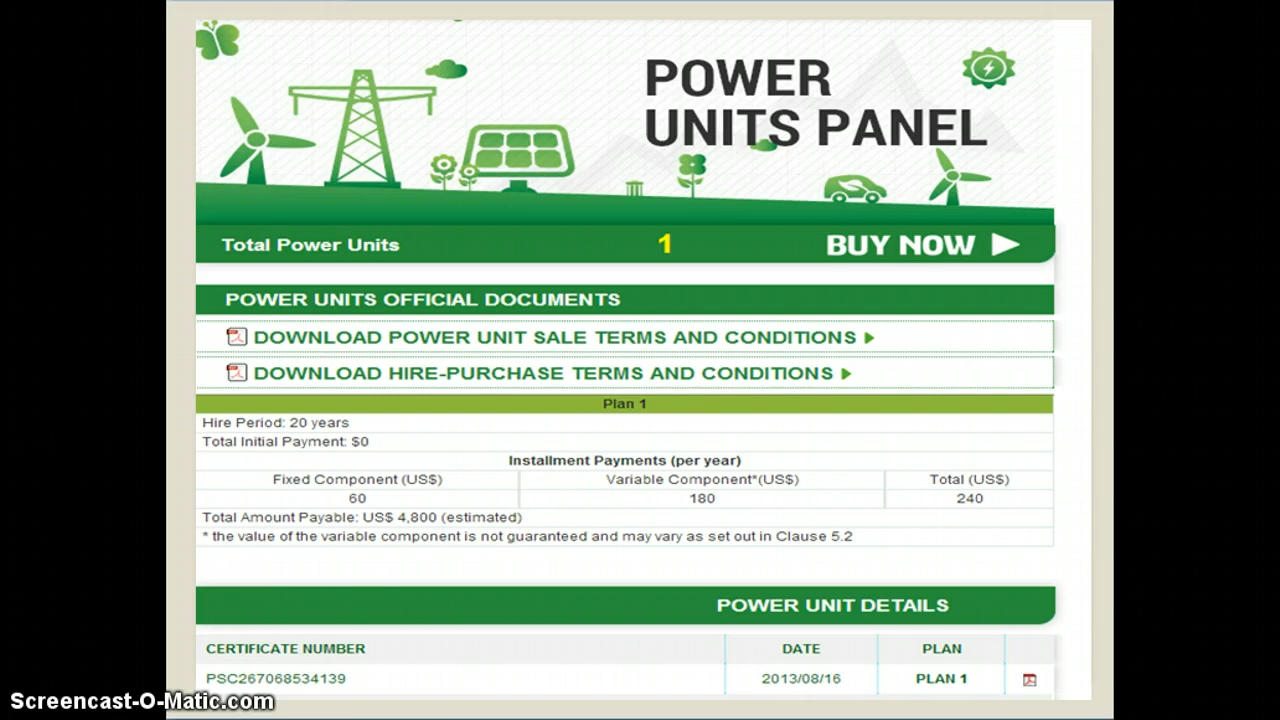 POWER
UNITS PANEL
Total Power Units 1 BUY NOW
POWER UNITS OFFICIAL DOCUMENTS
DOWNLOAD POWER UNIT SALE TERMS AND CONDITIONS
DOWNLOAD HIRE-PURCHASE TERMS AND CONDITIONS
Plan 1
Hire Period: 20 years
Total Initial Payment: $0
Installment Payments (per year)
Fixed Component (US$) Variable Component*(US$) Total (US$)
60 180 240
Total Amount Payable: US$ 4,800 (estimated)
* the value of the variable component is not guaranteed and may vary as set out in Clause 5.2
POWER UNIT DETAILS
CERTIFICATE NUMBER DATE PLAN
PSC267068534139 2013/08/16 PLAN 1
Screencast-O-Matic.com